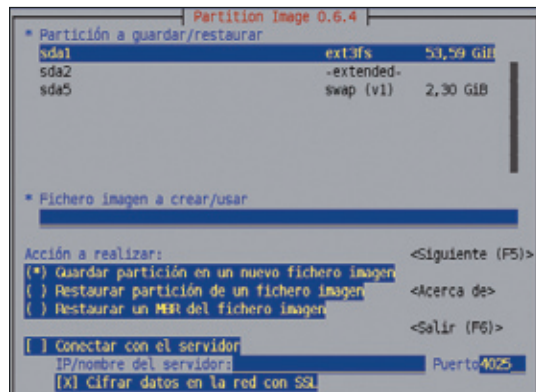 Partition Image 0.6.4
* Partición a guardar/restaurar
sda1 ext3fs 53,59 GiB
sda2 -extended-
sda5 swap (v1) 2,30 GiB
* Fichero imagen a crear/usar
Acción a realizar: <Siguiente (F5)>
(*) Guardar partición en un nuevo fichero imagen
( ) Restaurar partición de un fichero imagen <Acerca de>
( ) Restaurar un MBR del fichero imagen
<Salir (F6)>
[ ] Conectar con el servidor
IP/nombre del servidor: Puerto 4025
[X] Cifrar datos en la red con SSL